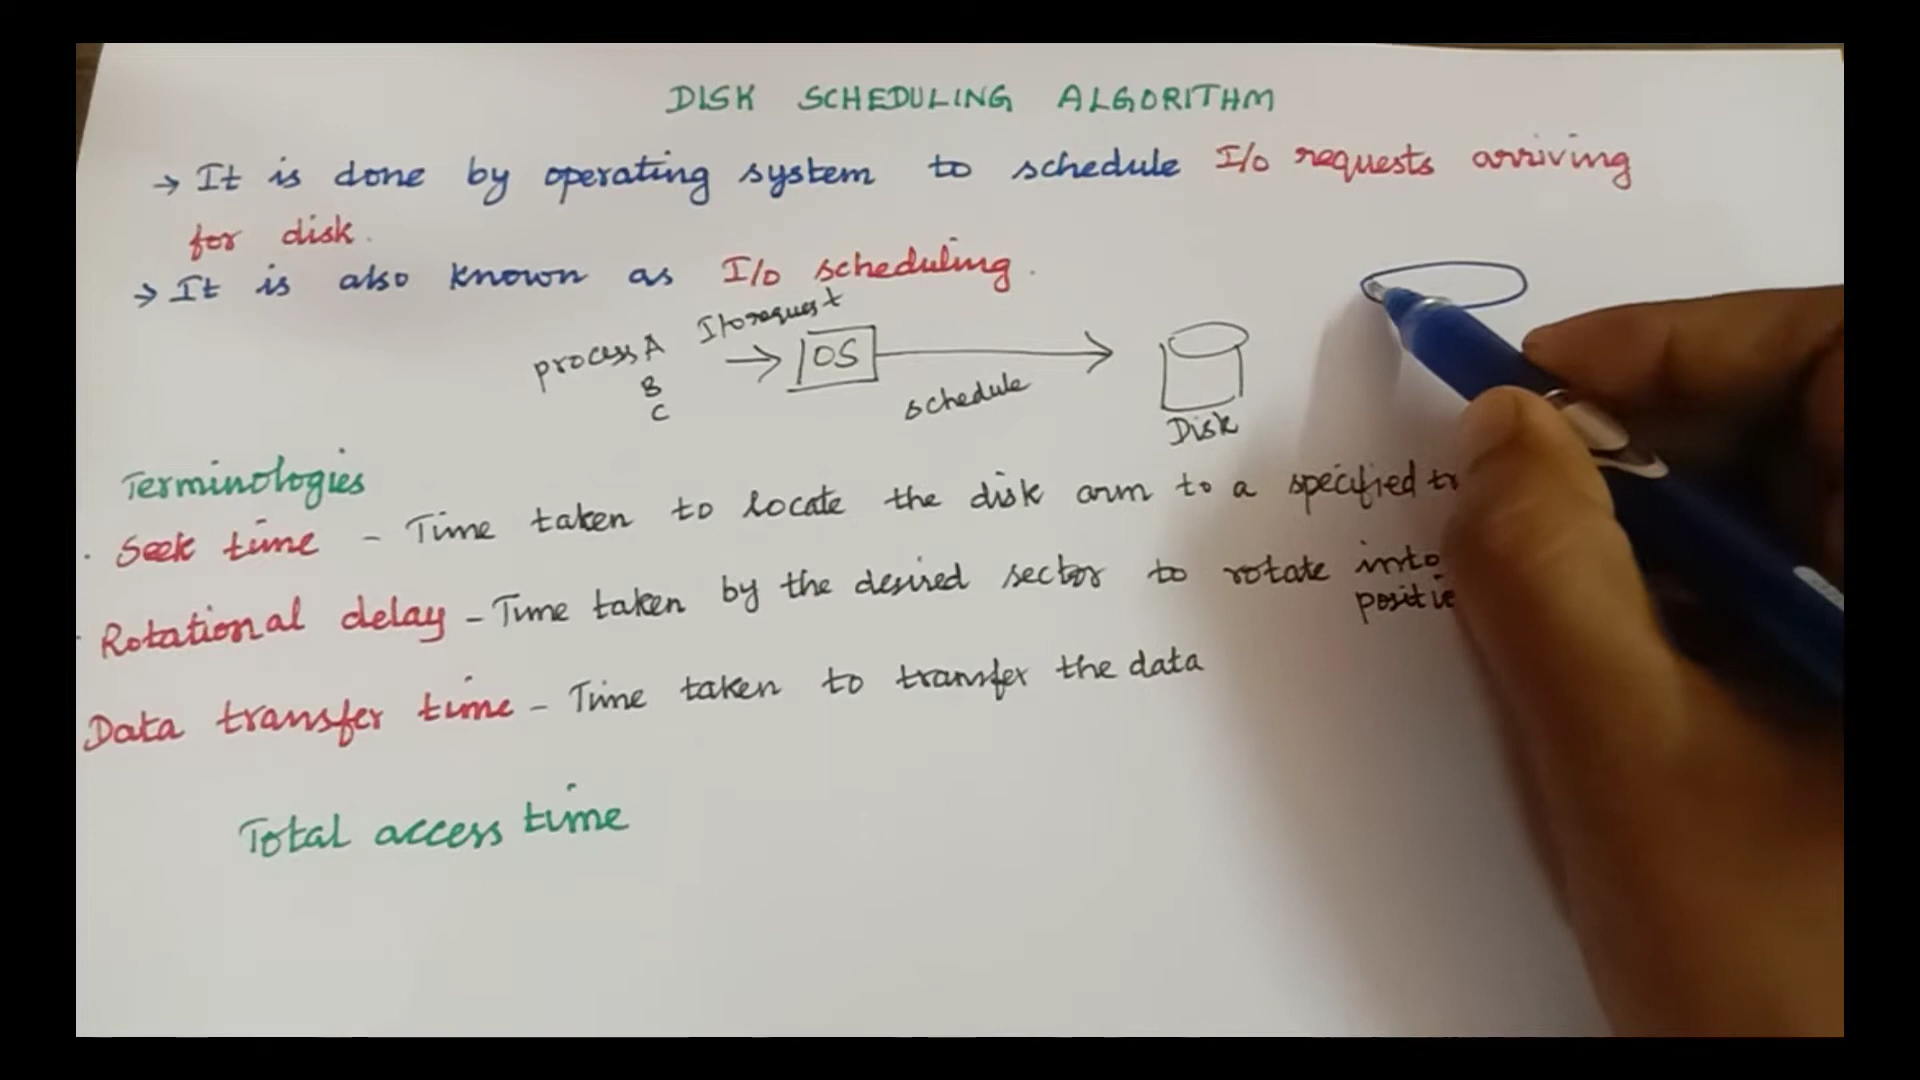 DISK SCHEDULING ALGORITHM
→ It is done by operating system to schedule I/o requests arriving
for disk.
→ It is also known as I/o scheduling.
process A I/o request → OS → schedule Disk
B
C
Terminologies
Seek time - Time taken to locate the disk arm to a specified
Rotational delay - Time taken by the desired sector to rotate into
Data transfer time - Time taken to transfer the data
Total access time